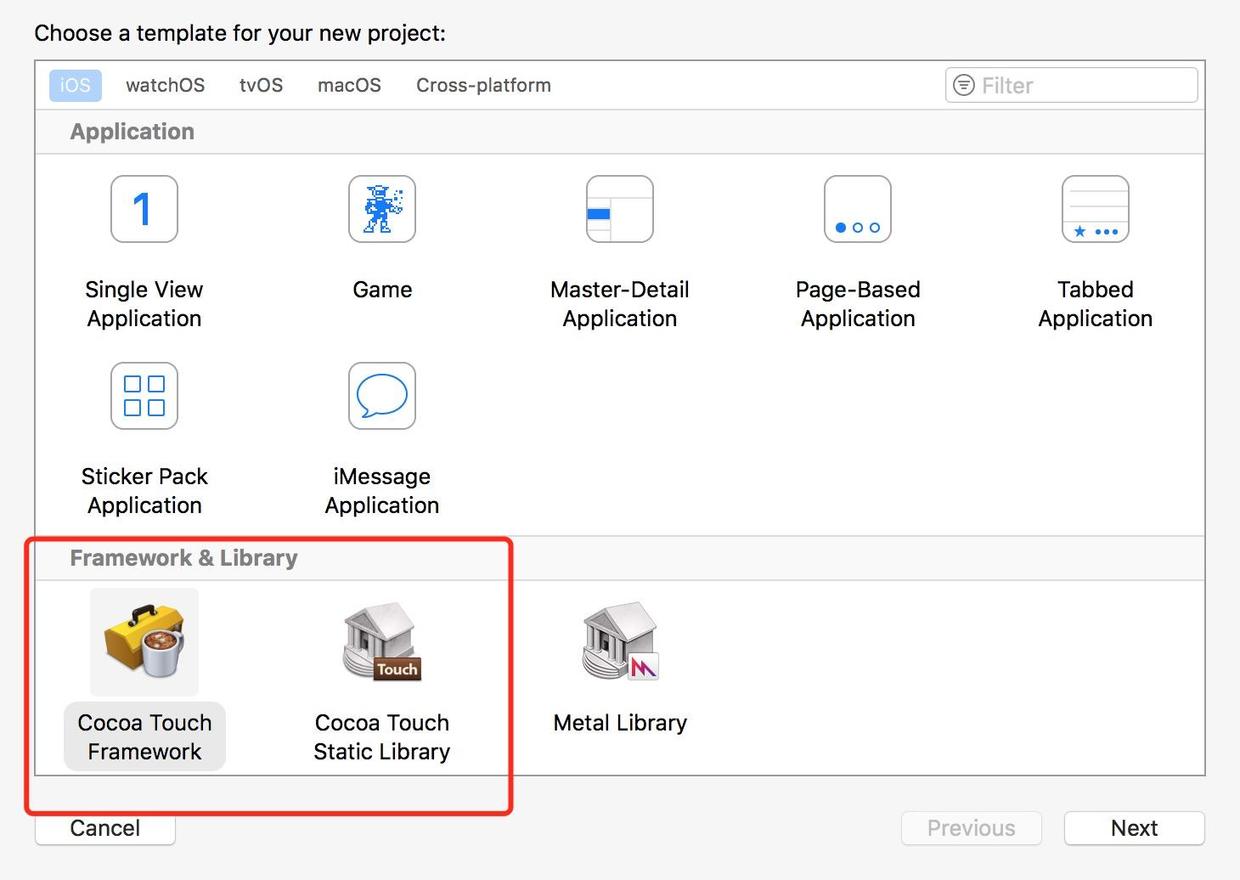 Choose a template for your new project:
iOS watchOS tvOS macOS Cross-platform Filter
Application
1
Single View Application
Game
Master-Detail Application
Page-Based Application
Tabbed Application
Sticker Pack Application
iMessage Application
Framework & Library
Touch
Cocoa Touch Framework
Cocoa Touch Static Library
Metal Library
Cancel Previous Next